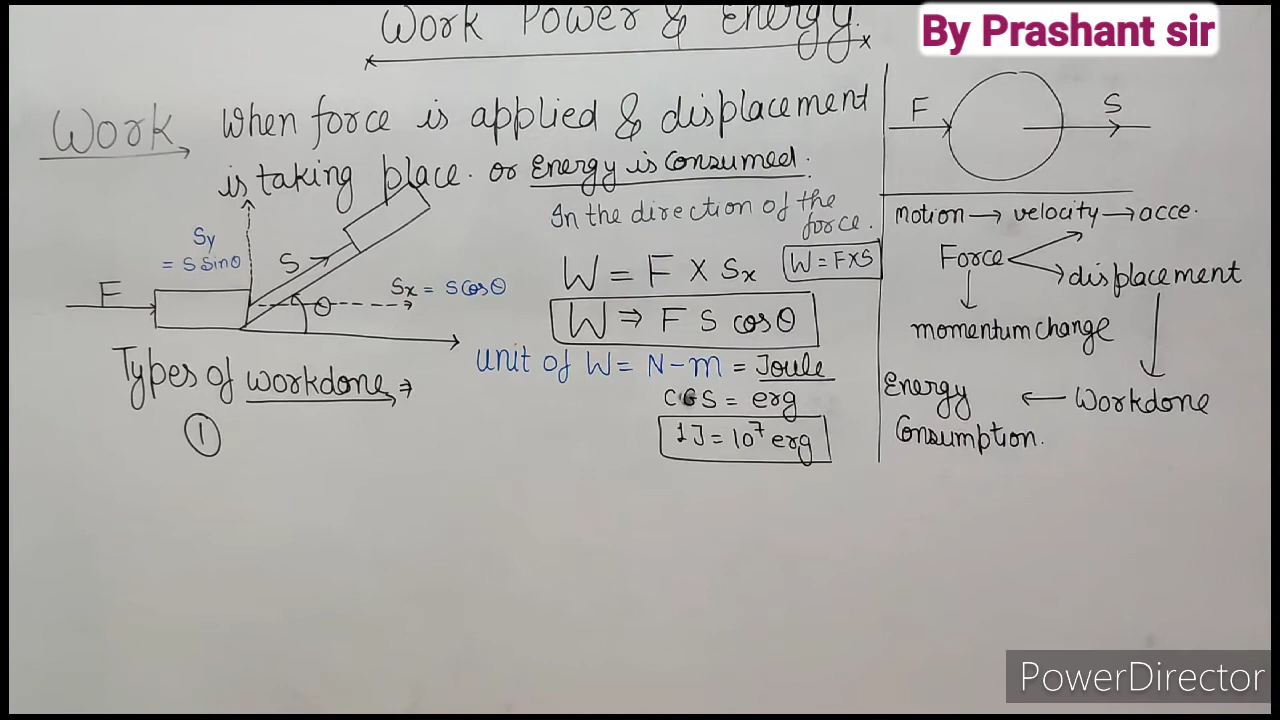 Work Power & Energy.
By Prashant sir
Work
When force is applied & displacement
is taking place. or Energy is Consumed.
In the direction of the
force.
Sy
= S Sinθ
S
F
θ
Sx = S Cosθ
W = F × Sx
W = F×S
W ⇒ F S cosθ
unit of W = N-m = Joule
CGS = erg
1J = 10⁷ erg
Types of workdone ⇒
①
F
S
motion → velocity → acce.
Force
displacement
momentum change
Energy ← Workdone
Consumption.
PowerDirector